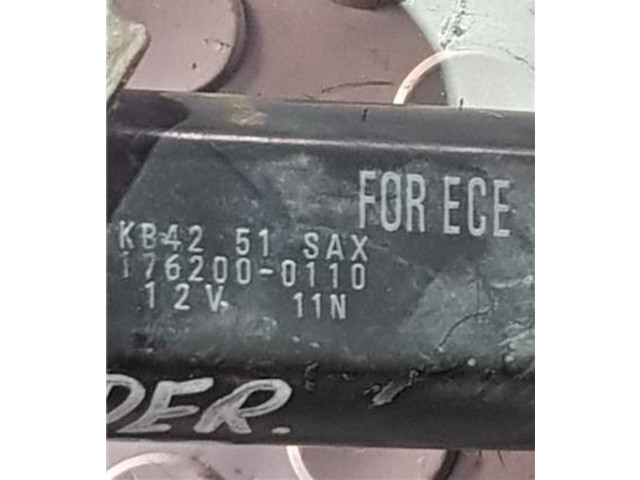 FOR ECE
KB42 51 SAX
176200-0110
12V 11N
DER.